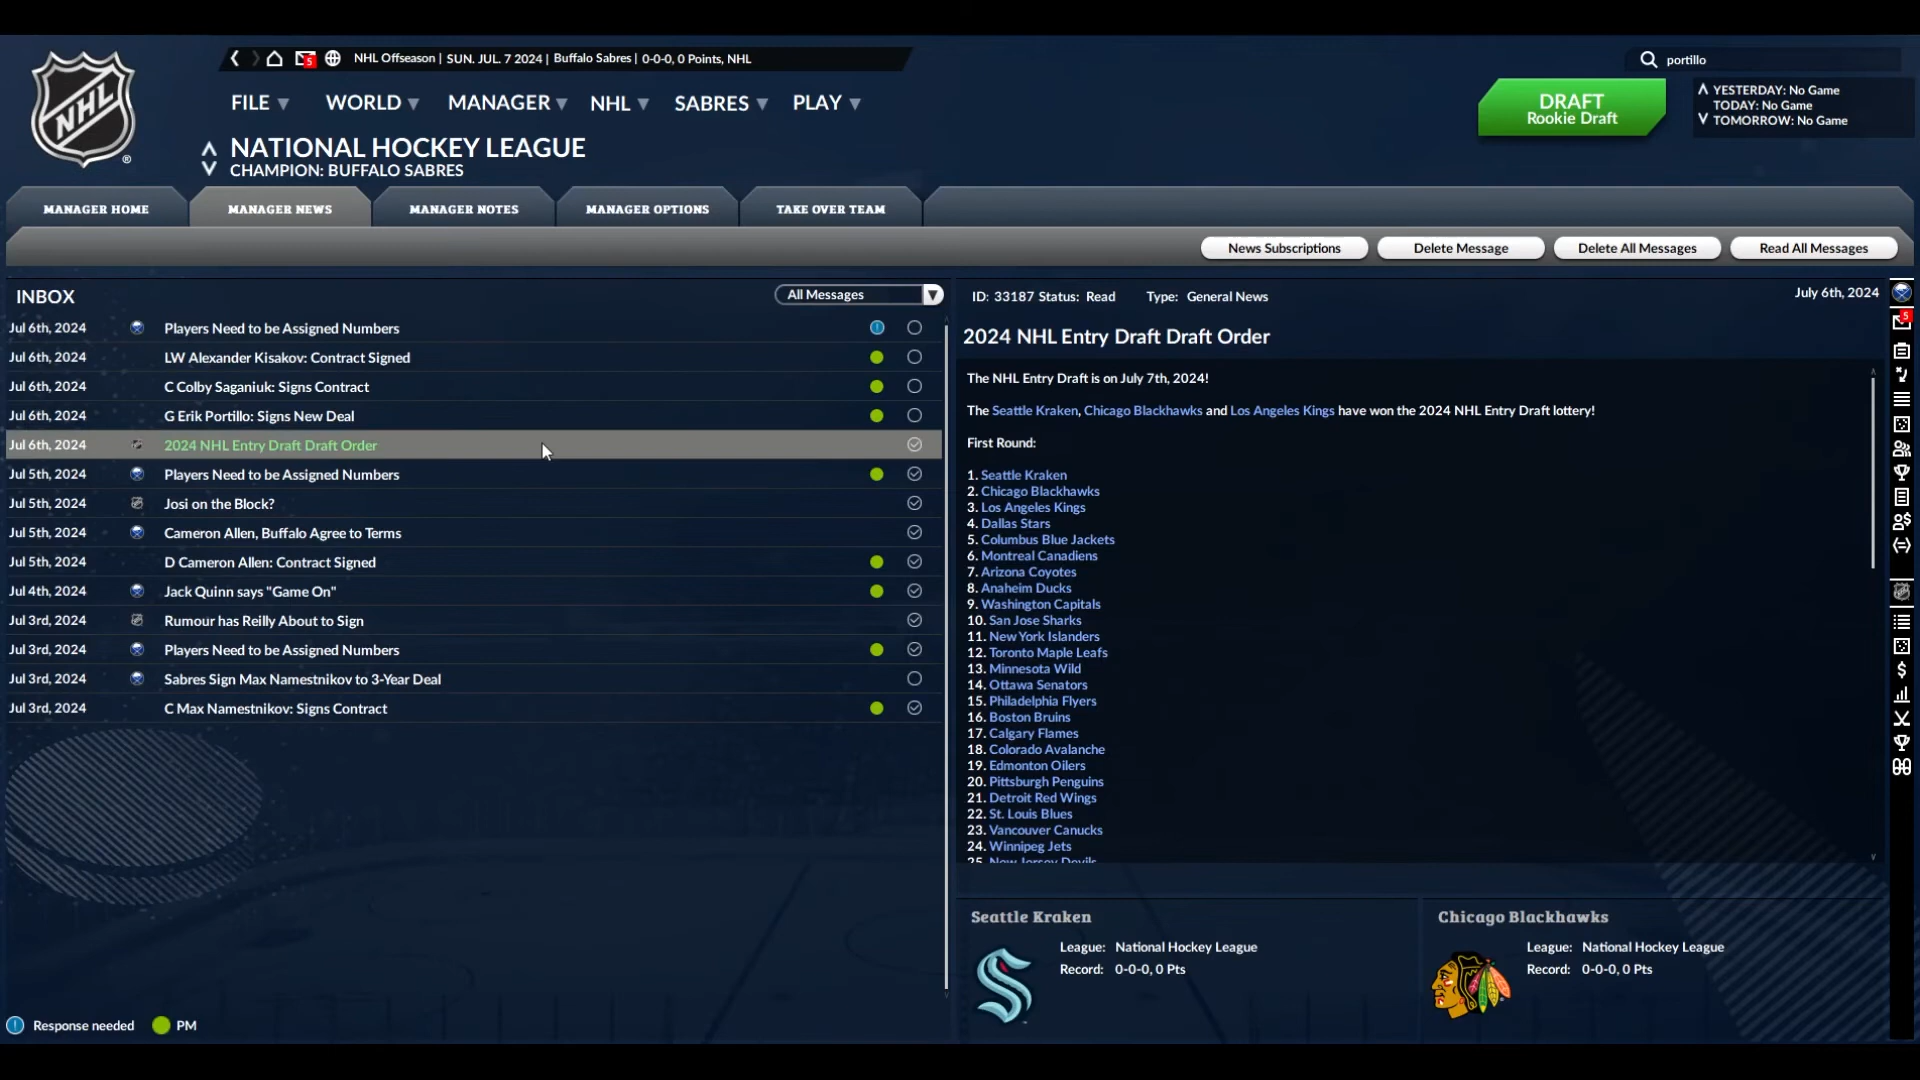 NHL Offseason | SUN. JUL. 7 2024 | Buffalo Sabres | 0-0-0, 0 Points, NHL
portillo
FILE WORLD MANAGER NHL SABRES PLAY
DRAFT
Rookie Draft
YESTERDAY: No Game
TODAY: No Game
TOMORROW: No Game
NHL
NATIONAL HOCKEY LEAGUE
CHAMPION: BUFFALO SABRES
MANAGER HOME MANAGER NEWS MANAGER NOTES MANAGER OPTIONS TAKE OVER TEAM
News Subscriptions Delete Message Delete All Messages Read All Messages
INBOX All Messages
Jul 6th, 2024 Players Need to be Assigned Numbers
Jul 6th, 2024 LW Alexander Kisakov: Contract Signed
Jul 6th, 2024 C Colby Saganiuk: Signs Contract
Jul 6th, 2024 G Erik Portillo: Signs New Deal
Jul 6th, 2024 2024 NHL Entry Draft Draft Order
Jul 5th, 2024 Players Need to be Assigned Numbers
Jul 5th, 2024 Josi on the Block?
Jul 5th, 2024 Cameron Allen, Buffalo Agree to Terms
Jul 5th, 2024 D Cameron Allen: Contract Signed
Jul 4th, 2024 Jack Quinn says "Game On"
Jul 3rd, 2024 Rumour has Reilly About to Sign
Jul 3rd, 2024 Players Need to be Assigned Numbers
Jul 3rd, 2024 Sabres Sign Max Namestnikov to 3-Year Deal
Jul 3rd, 2024 C Max Namestnikov: Signs Contract
Response needed PM
ID: 33187 Status: Read Type: General News July 6th, 2024
5
5
2024 NHL Entry Draft Draft Order
The NHL Entry Draft is on July 7th, 2024!
The Seattle Kraken, Chicago Blackhawks and Los Angeles Kings have won the 2024 NHL Entry Draft lottery!
First Round:
1. Seattle Kraken
2. Chicago Blackhawks
3. Los Angeles Kings
4. Dallas Stars
5. Columbus Blue Jackets
6. Montreal Canadiens
7. Arizona Coyotes
8. Anaheim Ducks
9. Washington Capitals
10. San Jose Sharks
11. New York Islanders
12. Toronto Maple Leafs
13. Minnesota Wild
14. Ottawa Senators
15. Philadelphia Flyers
16. Boston Bruins
17. Calgary Flames
18. Colorado Avalanche
19. Edmonton Oilers
20. Pittsburgh Penguins
21. Detroit Red Wings
22. St. Louis Blues
23. Vancouver Canucks
24. Winnipeg Jets
25. New Jersey Devils
Seattle Kraken
League: National Hockey League
Record: 0-0-0, 0 Pts
Chicago Blackhawks
League: National Hockey League
Record: 0-0-0, 0 Pts